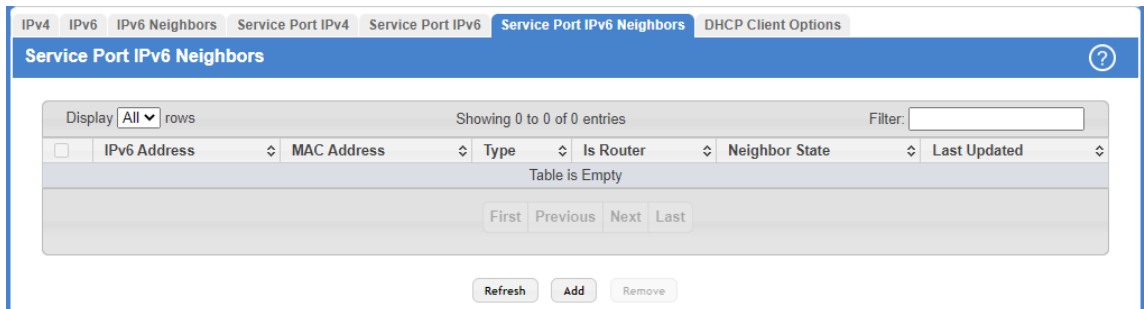 IPv4 IPv6 IPv6 Neighbors Service Port IPv4 Service Port IPv6 Service Port IPv6 Neighbors DHCP Client Options
Service Port IPv6 Neighbors ?
Display All rows Showing 0 to 0 of 0 entries Filter:
IPv6 Address MAC Address Type Is Router Neighbor State Last Updated
Table is Empty
First Previous Next Last
Refresh Add Remove